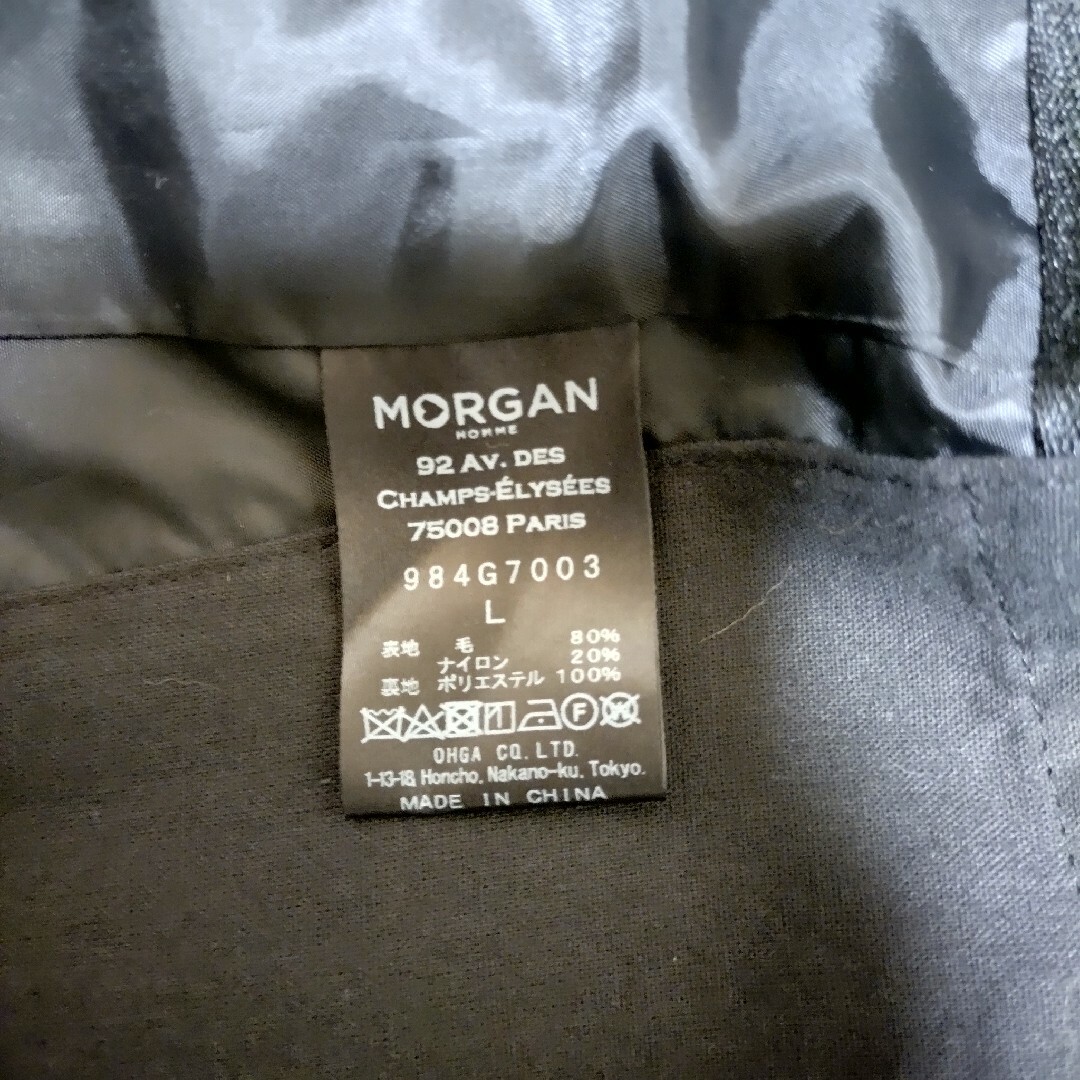 MORGAN
HOMME
92 AV. DES
CHAMPS-ÉLYSÉES
75008 PARIS
984G7003
L
表地 毛 80%
ナイロン 20%
裏地 ポリエステル 100%
F W
OHGA CO. LTD.
1-13-18, Honcho, Nakano-ku, Tokyo.
MADE IN CHINA